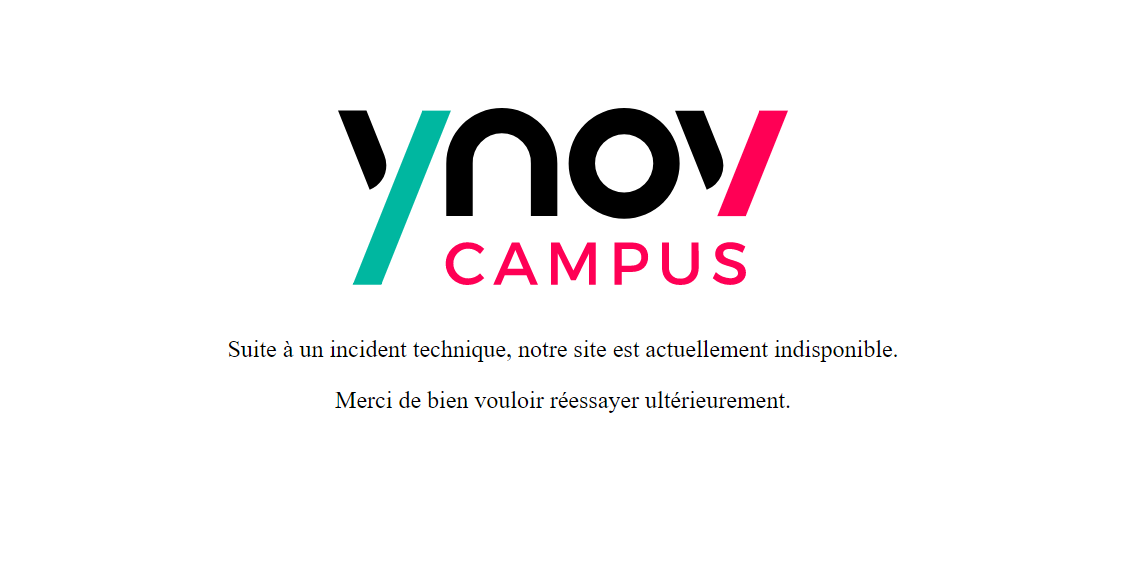 ynov
CAMPUS
Suite à un incident technique, notre site est actuellement indisponible.
Merci de bien vouloir réessayer ultérieurement.